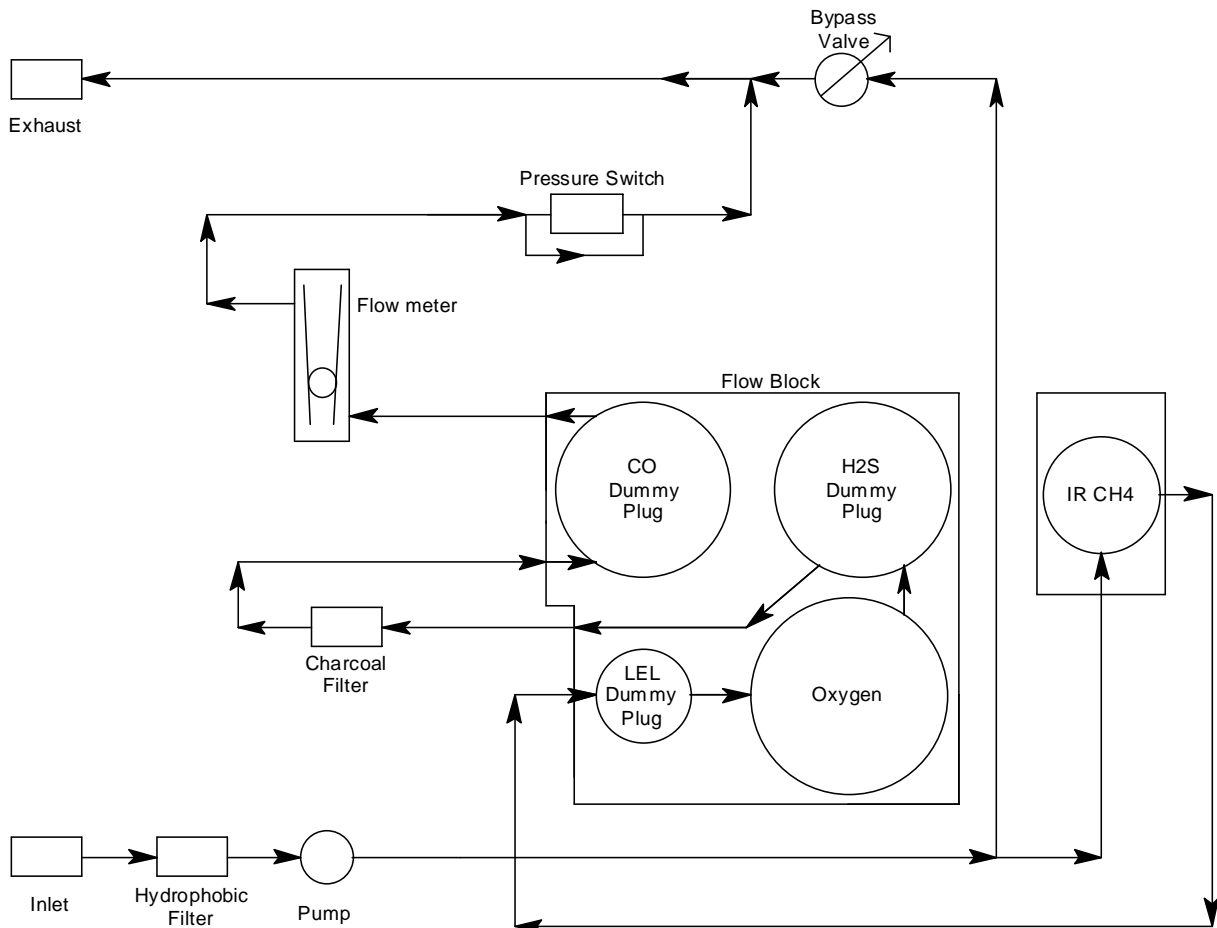 Bypass
Valve
Exhaust
Pressure Switch
Flow meter
Flow Block
CO
Dummy
Plug
H2S
Dummy
Plug
IR CH4
Charcoal
Filter
LEL
Dummy
Plug
Oxygen
Inlet
Hydrophobic
Filter
Pump